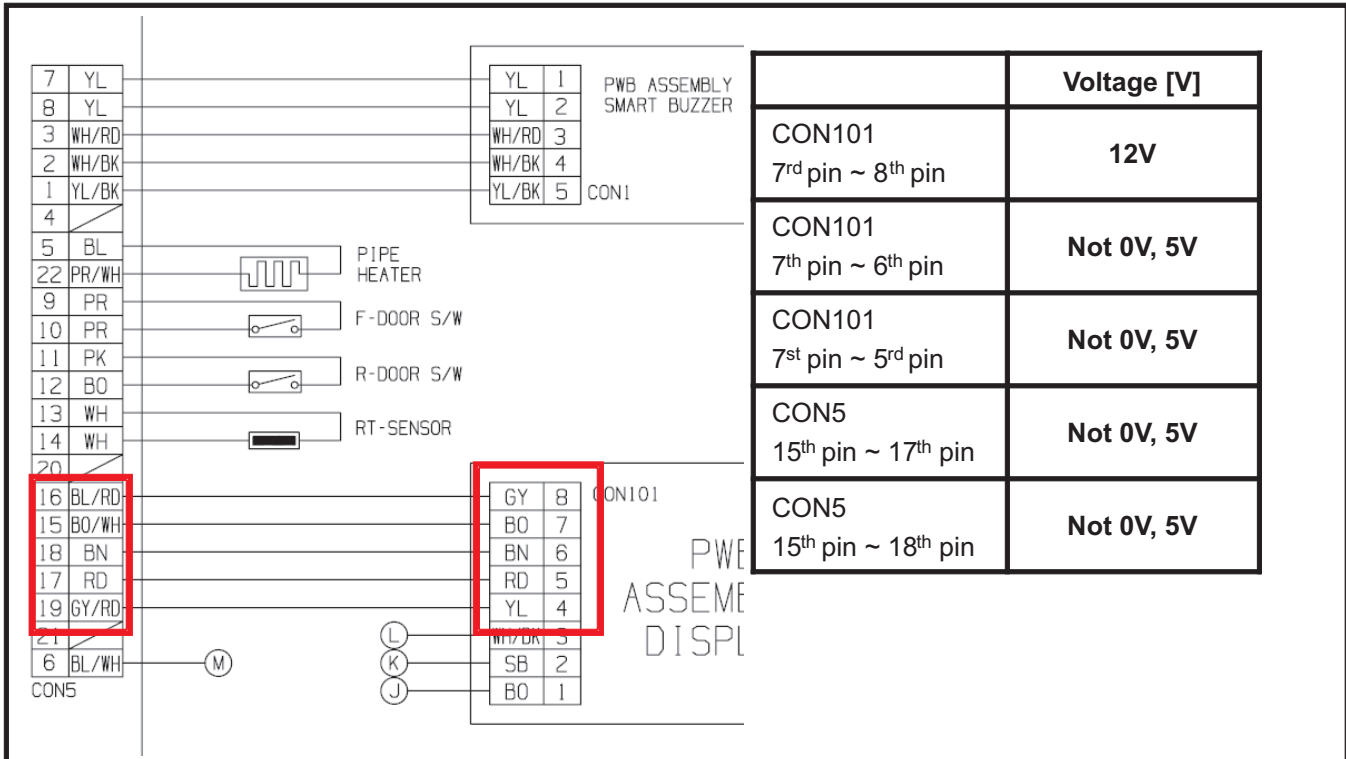 7 YL
8 YL
3 WH/RD
2 WH/BK
1 YL/BK
4
5 BL
22 PR/WH
9 PR
10 PR
11 PK
12 BO
13 WH
14 WH
20
16 BL/RD
15 BO/WH
18 BN
17 RD
19 GY/RD
21
6 BL/WH
CON5
M
YL 1
YL 2
WH/RD 3
WH/BK 4
YL/BK 5 CON1
PWB ASSEMBLY
SMART BUZZER
PIPE
HEATER
F-DOOR S/W
R-DOOR S/W
RT-SENSOR
GY 8 CON101
BO 7
BN 6
RD 5
YL 4
L WH/BK 3
K SB 2
J BO 1
PWB
ASSEMB
DISPL
Voltage [V]
CON101
7rd pin ~ 8th pin
12V
CON101
7th pin ~ 6th pin
Not 0V, 5V
CON101
7st pin ~ 5rd pin
Not 0V, 5V
CON5
15th pin ~ 17th pin
Not 0V, 5V
CON5
15th pin ~ 18th pin
Not 0V, 5V